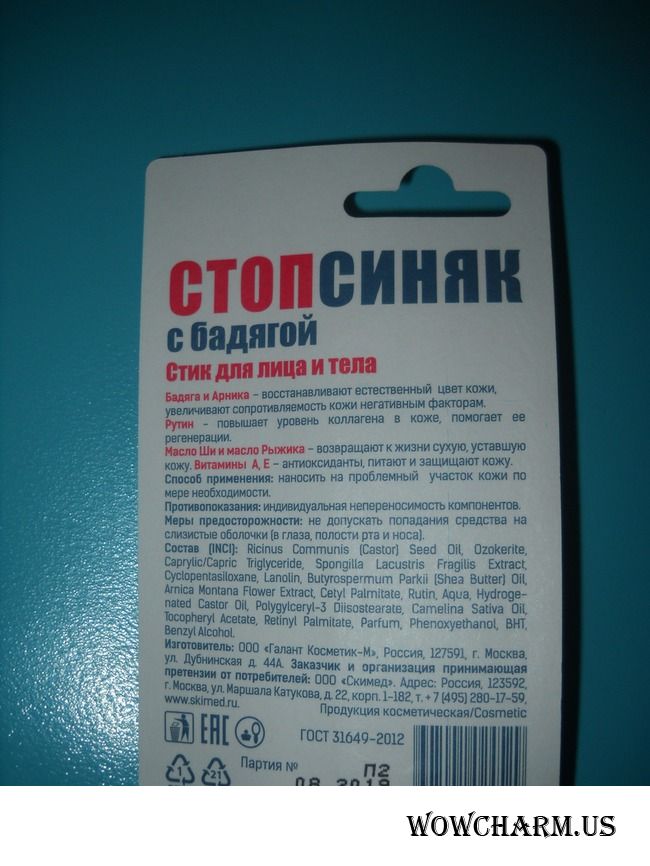 СТОПСИНЯК
с бадягой
Стик для лица и тела
Бадяга и Арника – восстанавливают естественный цвет кожи,
увеличивают сопротивляемость кожи негативным факторам.
Рутин - повышает уровень коллагена в коже, помогает ее
регенерации.
Масло Ши и масло Рыжика – возвращают к жизни сухую, уставшую
кожу. Витамины А, Е – антиоксиданты, питают и защищают кожу.
Способ применения: наносить на проблемный участок кожи по
мере необходимости.
Противопоказания: индивидуальная непереносимость компонентов.
Меры предосторожности: не допускать попадания средства на
слизистые оболочки (в глаза, полости рта и носа).
Состав (INCI): Ricinus Communis (Castor) Seed Oil, Ozokerite,
Caprylic/Capric Triglyceride, Spongilla Lacustris Fragilis Extract,
Cyclopentasiloxane, Lanolin, Butyrospermum Parkii (Shea Butter) Oil,
Arnica Montana Flower Extract, Cetyl Palmitate, Rutin, Aqua, Hydroge-
nated Castor Oil, Polygylceryl-3 Diisostearate, Camelina Sativa Oil,
Tocopheryl Acetate, Retinyl Palmitate, Parfum, Phenoxyethanol, BHT,
Benzyl Alcohol.
Изготовитель: ООО «Галант Косметик-М», Россия, 127591, г. Москва,
ул. Дубнинская д. 44А. Заказчик и организация принимающая
претензии от потребителей: ООО «Скимед». Адрес: Россия, 123592,
г. Москва, ул. Маршала Катукова, д. 22, корп. 1-182, т. +7 (495) 280-17-59,
www.skimed.ru.
Продукция косметическая/Cosmetic
EAC ГОСТ 31649-2012
1 21 Партия № П2
08 2019
WOWCHARM.US